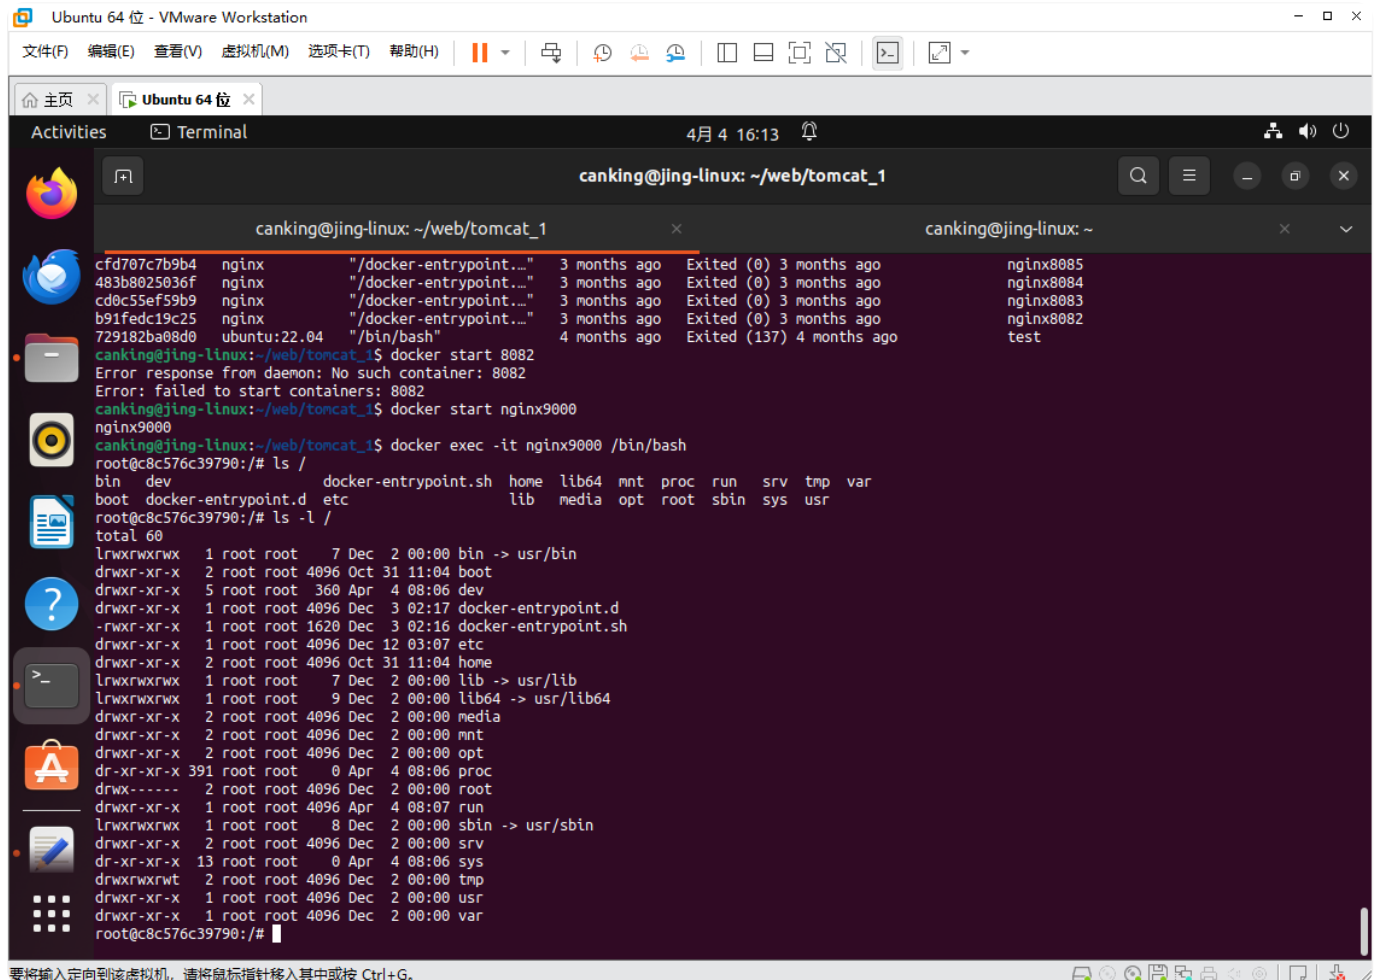 Ubuntu 64 位 - VMware Workstation
文件(F) 编辑(E) 查看(V) 虚拟机(M) 选项卡(T) 帮助(H)
主页 Ubuntu 64 位
Activities Terminal 4月 4 16:13
canking@jing-linux: ~/web/tomcat_1
canking@jing-linux: ~/web/tomcat_1 canking@jing-linux: ~
cfd707c7b9b4 nginx "/docker-entrypoint.…" 3 months ago Exited (0) 3 months ago nginx8085
483b8025036f nginx "/docker-entrypoint.…" 3 months ago Exited (0) 3 months ago nginx8084
cd0c55ef59b9 nginx "/docker-entrypoint.…" 3 months ago Exited (0) 3 months ago nginx8083
b91fedc19c25 nginx "/docker-entrypoint.…" 3 months ago Exited (0) 3 months ago nginx8082
729182ba08d0 ubuntu:22.04 "/bin/bash" 4 months ago Exited (137) 4 months ago test
canking@jing-linux:~/web/tomcat_1$ docker start 8082
Error response from daemon: No such container: 8082
Error: failed to start containers: 8082
canking@jing-linux:~/web/tomcat_1$ docker start nginx9000
nginx9000
canking@jing-linux:~/web/tomcat_1$ docker exec -it nginx9000 /bin/bash
root@c8c576c39790:/# ls /
bin dev docker-entrypoint.sh home lib64 mnt proc run srv tmp var
boot docker-entrypoint.d etc lib media opt root sbin sys usr
root@c8c576c39790:/# ls -l /
total 60
lrwxrwxrwx 1 root root 7 Dec 2 00:00 bin -> usr/bin
drwxr-xr-x 2 root root 4096 Oct 31 11:04 boot
drwxr-xr-x 5 root root 360 Apr 4 08:06 dev
drwxr-xr-x 1 root root 4096 Dec 3 02:17 docker-entrypoint.d
-rwxr-xr-x 1 root root 1620 Dec 3 02:16 docker-entrypoint.sh
drwxr-xr-x 1 root root 4096 Dec 12 03:07 etc
drwxr-xr-x 2 root root 4096 Oct 31 11:04 home
lrwxrwxrwx 1 root root 7 Dec 2 00:00 lib -> usr/lib
lrwxrwxrwx 1 root root 9 Dec 2 00:00 lib64 -> usr/lib64
drwxr-xr-x 2 root root 4096 Dec 2 00:00 media
drwxr-xr-x 2 root root 4096 Dec 2 00:00 mnt
drwxr-xr-x 2 root root 4096 Dec 2 00:00 opt
dr-xr-xr-x 391 root root 0 Apr 4 08:06 proc
drwx------ 2 root root 4096 Dec 2 00:00 root
drwxr-xr-x 1 root root 4096 Apr 4 08:07 run
lrwxrwxrwx 1 root root 8 Dec 2 00:00 sbin -> usr/sbin
drwxr-xr-x 2 root root 4096 Dec 2 00:00 srv
dr-xr-xr-x 13 root root 0 Apr 4 08:06 sys
drwxrwxrwt 2 root root 4096 Dec 2 00:00 tmp
drwxr-xr-x 1 root root 4096 Dec 2 00:00 usr
drwxr-xr-x 1 root root 4096 Dec 2 00:00 var
root@c8c576c39790:/#
要将输入定向到该虚拟机，请将鼠标指针移入其中或按 Ctrl+G。